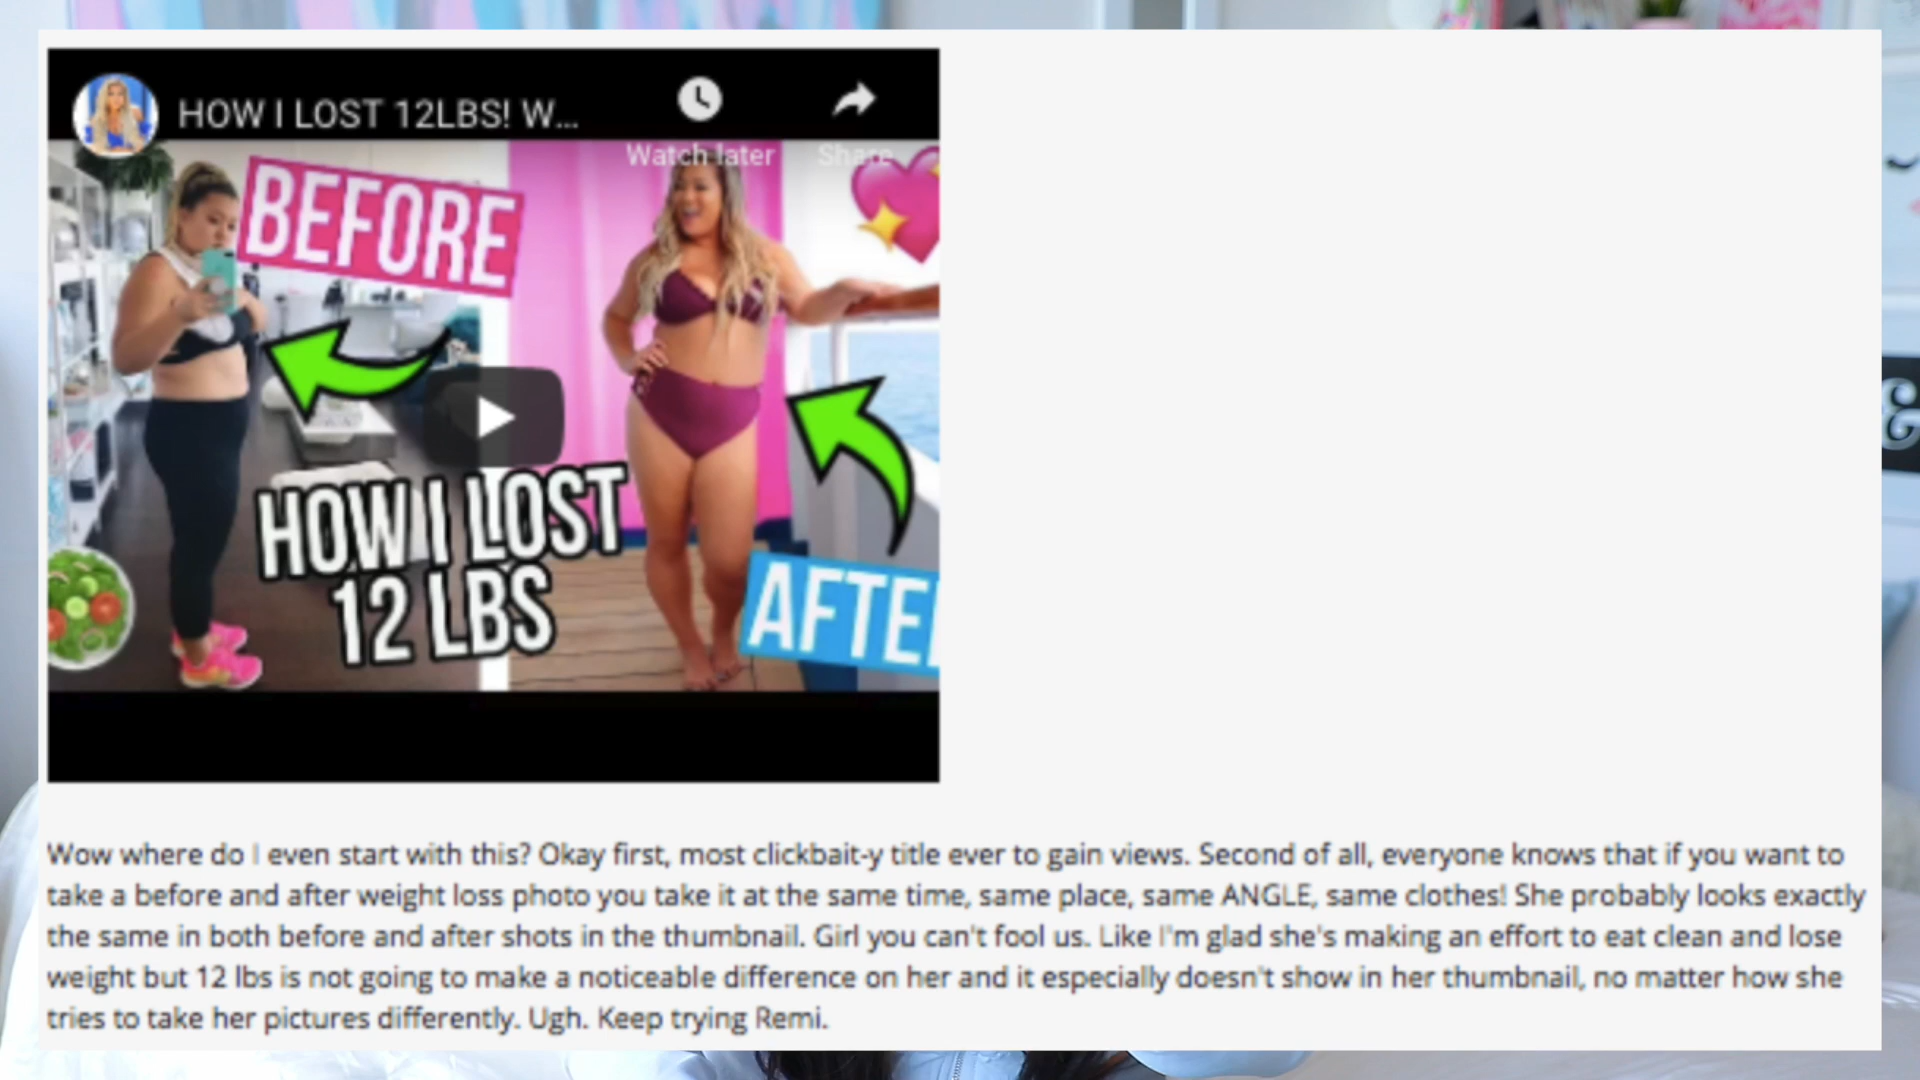 HOW I LOST 12LBS! W...
Watch later
Share
BEFORE
HOW I LOST
12 LBS
AFTE
Wow where do I even start with this? Okay first, most clickbait-y title ever to gain views. Second of all, everyone knows that if you want to
take a before and after weight loss photo you take it at the same time, same place, same ANGLE, same clothes! She probably looks exactly
the same in both before and after shots in the thumbnail. Girl you can't fool us. Like I'm glad she's making an effort to eat clean and lose
weight but 12 lbs is not going to make a noticeable difference on her and it especially doesn't show in her thumbnail, no matter how she
tries to take her pictures differently. Ugh. Keep trying Remi.
&